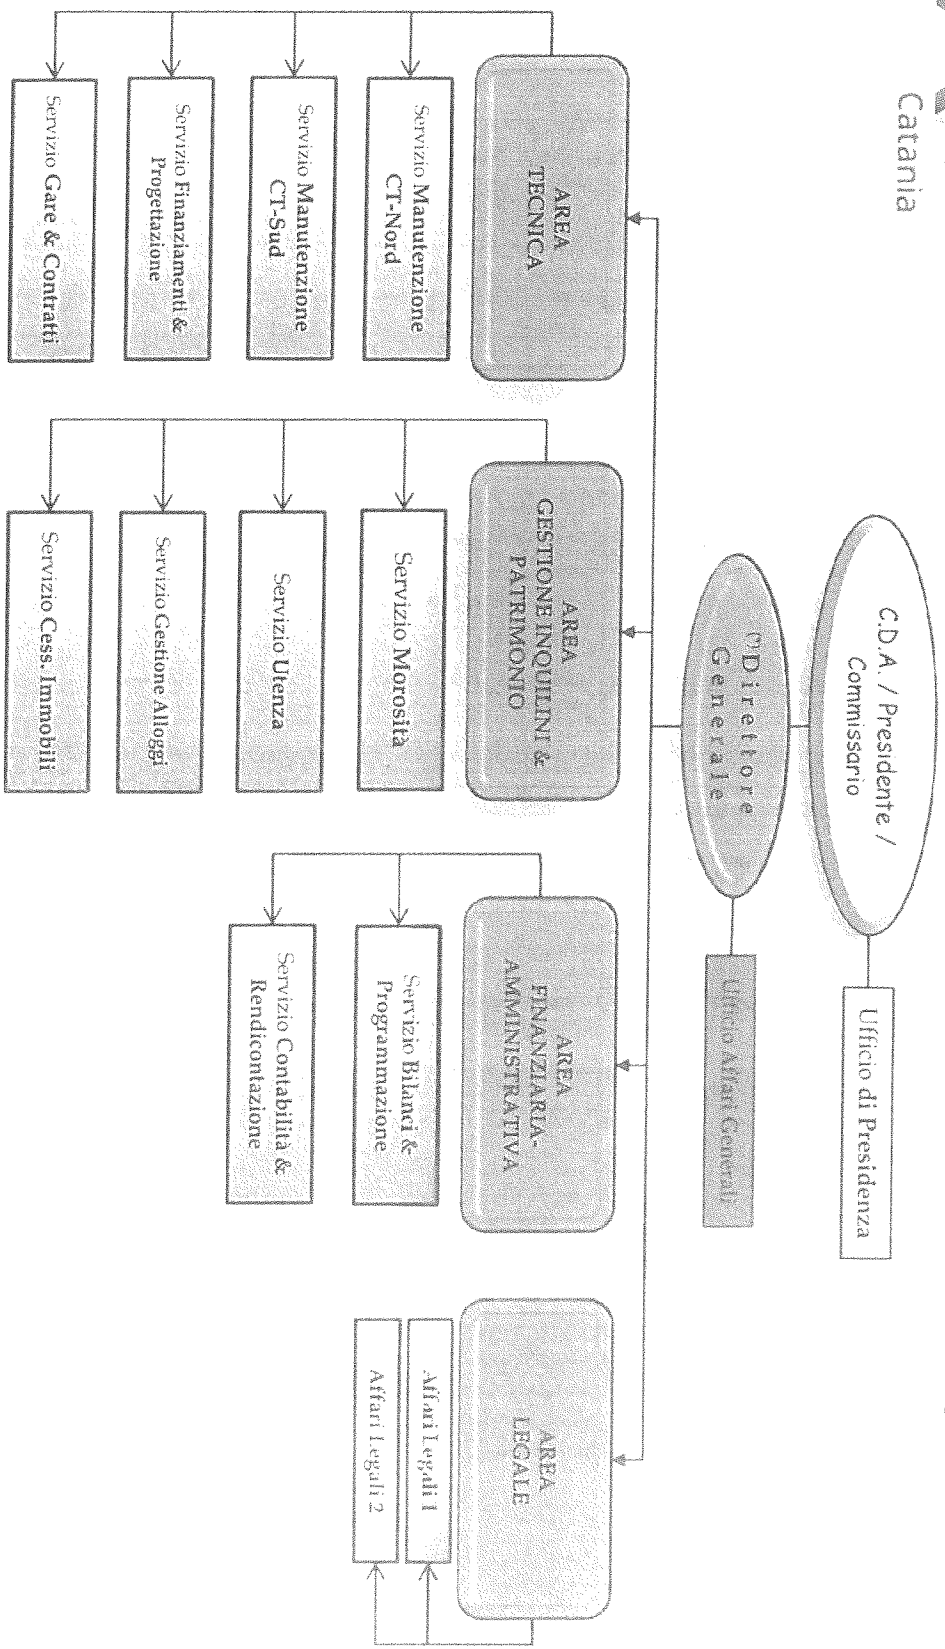 Catania
C.D.A. / Presidente /
Commissario
Ufficio di Presidenza
(*)Direttore
Generale
Ufficio Affari Generali
AREA
TECNICA
Servizio Manutenzione
CT-Nord
Servizio Manutenzione
CT-Sud
Servizio Finanziamenti &
Progettazione
Servizio Gare & Contratti
AREA
GESTIONE INQUILINI &
PATRIMONIO
Servizio Morosità
Servizio Utenza
Servizio Gestione Alloggi
Servizio Cess. Immobili
AREA
FINANZIARIA-
AMMINISTRATIVA
Servizio Bilanci &
Programmazione
Servizio Contabilità &
Rendicontazione
AREA
LEGALE
Affari Legali 1
Affari Legali 2